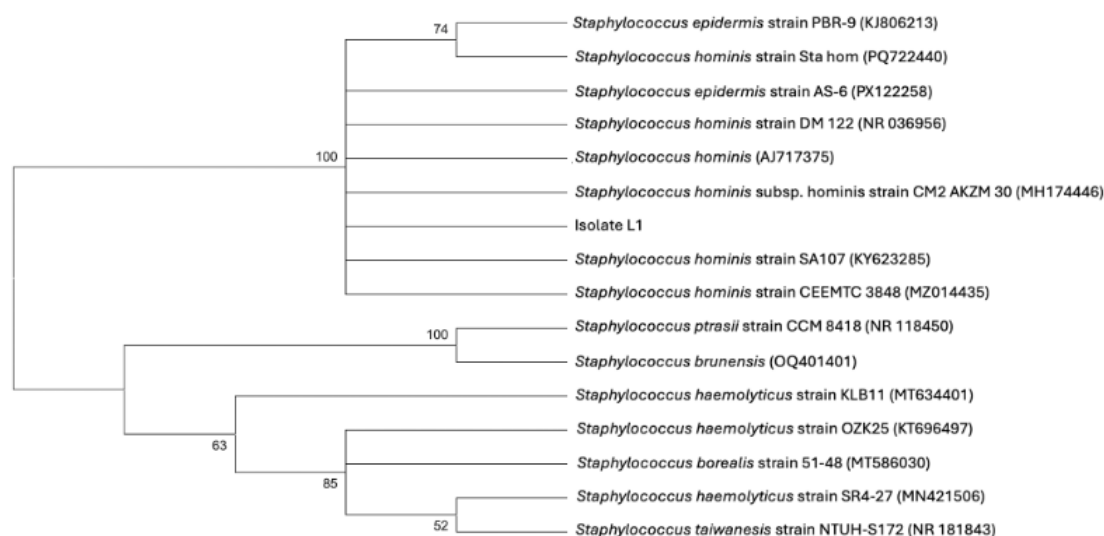 Staphylococcus epidermis strain PBR-9 (KJ806213)
74
Staphylococcus hominis strain Sta hom (PQ722440)
Staphylococcus epidermis strain AS-6 (PX122258)
Staphylococcus hominis strain DM 122 (NR 036956)
100
Staphylococcus hominis (AJ717375)
Staphylococcus hominis subsp. hominis strain CM2 AKZM 30 (MH174446)
Isolate L1
Staphylococcus hominis strain SA107 (KY623285)
Staphylococcus hominis strain CEEMTC 3848 (MZ014435)
Staphylococcus ptrasii strain CCM 8418 (NR 118450)
100
Staphylococcus brunensis (OQ401401)
Staphylococcus haemolyticus strain KLB11 (MT634401)
63
Staphylococcus haemolyticus strain OZK25 (KT696497)
Staphylococcus borealis strain 51-48 (MT586030)
85
Staphylococcus haemolyticus strain SR4-27 (MN421506)
52
Staphylococcus taiwanesis strain NTUH-S172 (NR 181843)